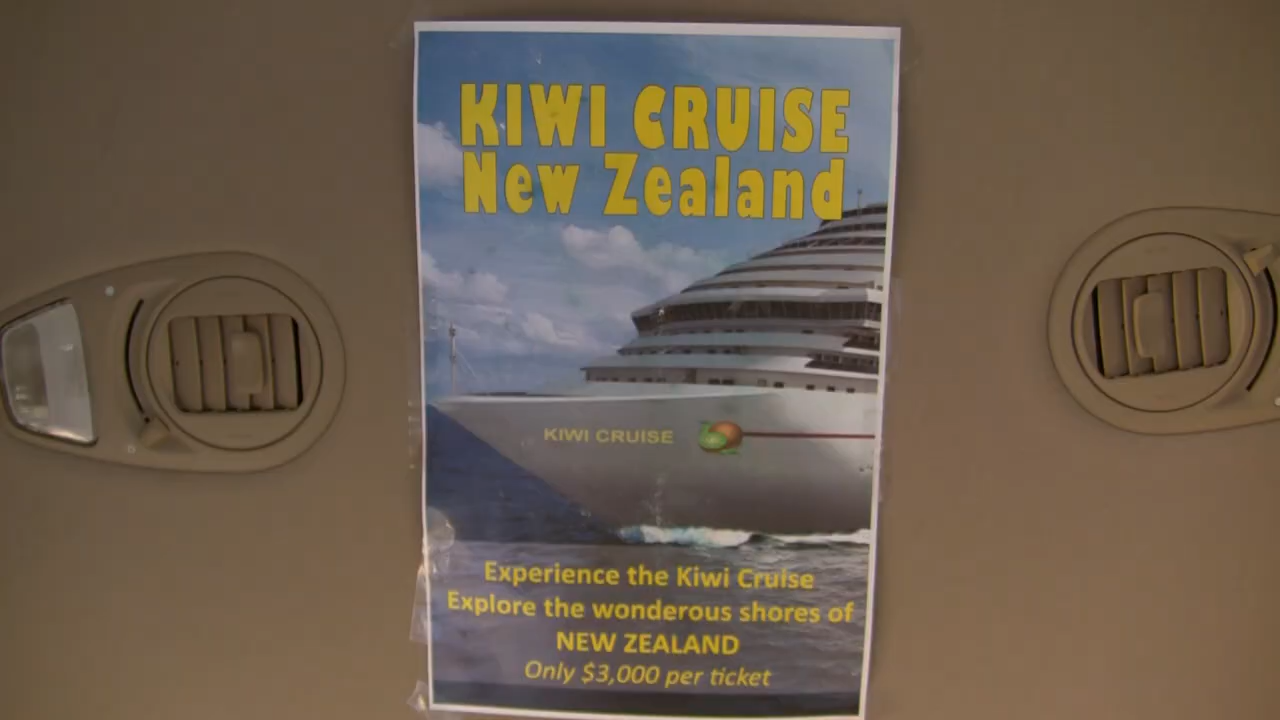 KIWI CRUISE
New Zealand
KIWI CRUISE
Experience the Kiwi Cruise
Explore the wonderous shores of
NEW ZEALAND
Only $3,000 per ticket